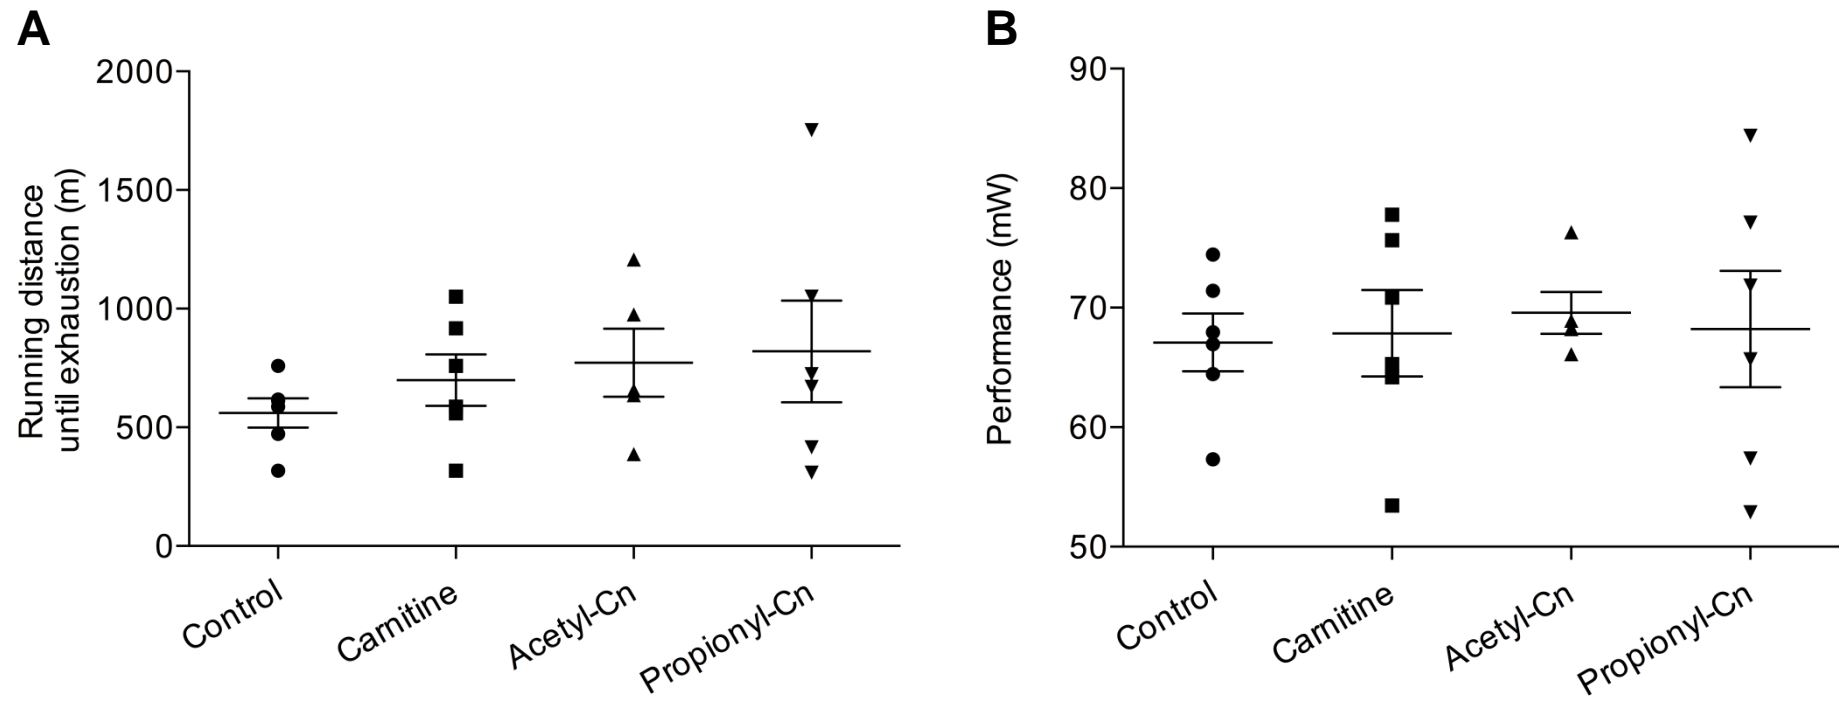 A
2000
1500
1000
500
0
Running distance
until exhaustion (m)
Control
Carnitine
Acetyl-Cn
Propionyl-Cn
B
90
80
70
60
50
Perfomance (mW)
Control
Carnitine
Acetyl-Cn
Propionyl-Cn